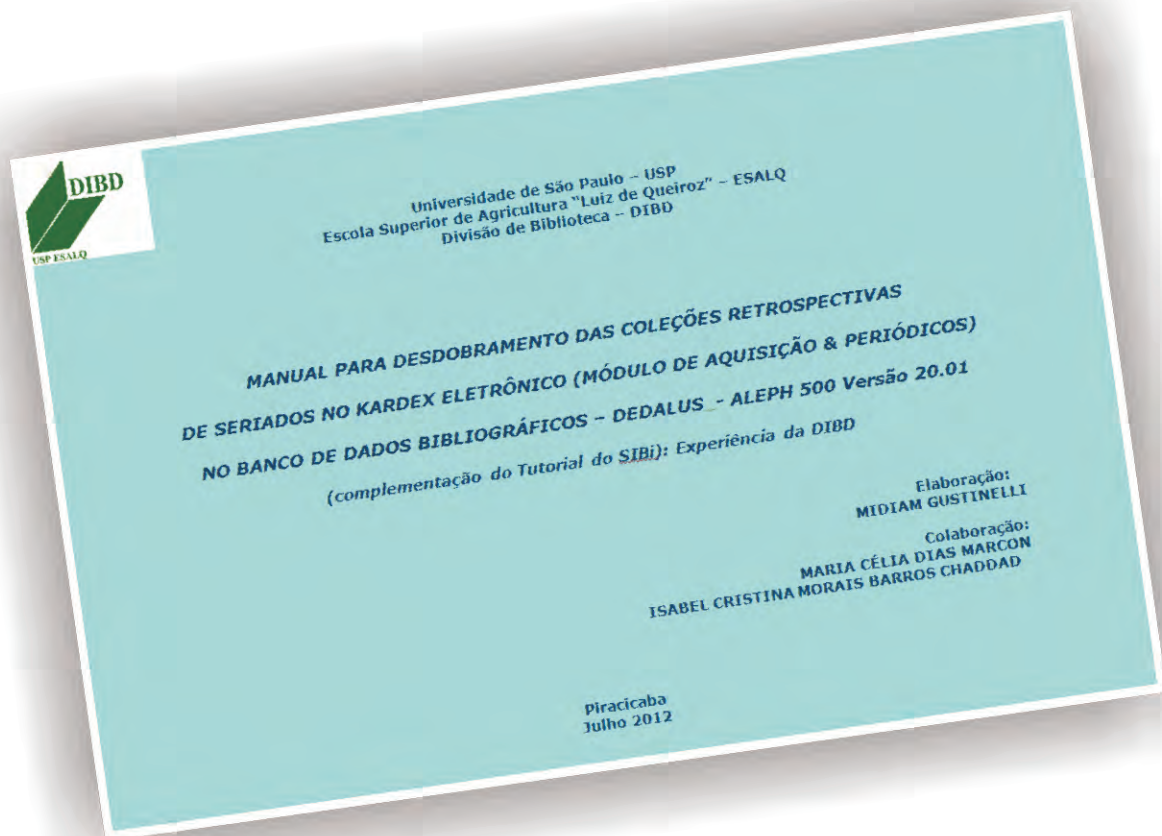 DIBD
USP ESALQ
Universidade de São Paulo – USP
Escola Superior de Agricultura "Luiz de Queiroz" – ESALQ
Divisão de Biblioteca – DIBD
MANUAL PARA DESDOBRAMENTO DAS COLEÇÕES RETROSPECTIVAS
DE SERIADOS NO KARDEX ELETRÔNICO (MÓDULO DE AQUISIÇÃO & PERIÓDICOS)
NO BANCO DE DADOS BIBLIOGRÁFICOS – DEDALUS - ALEPH 500 Versão 20.01
(complementação do Tutorial do SIBi): Experiência da DIBD
Elaboração:
MIDIAM GUSTINELLI
Colaboração:
MARIA CÉLIA DIAS MARCON
ISABEL CRISTINA MORAIS BARROS CHADDAD
Piracicaba
Julho 2012